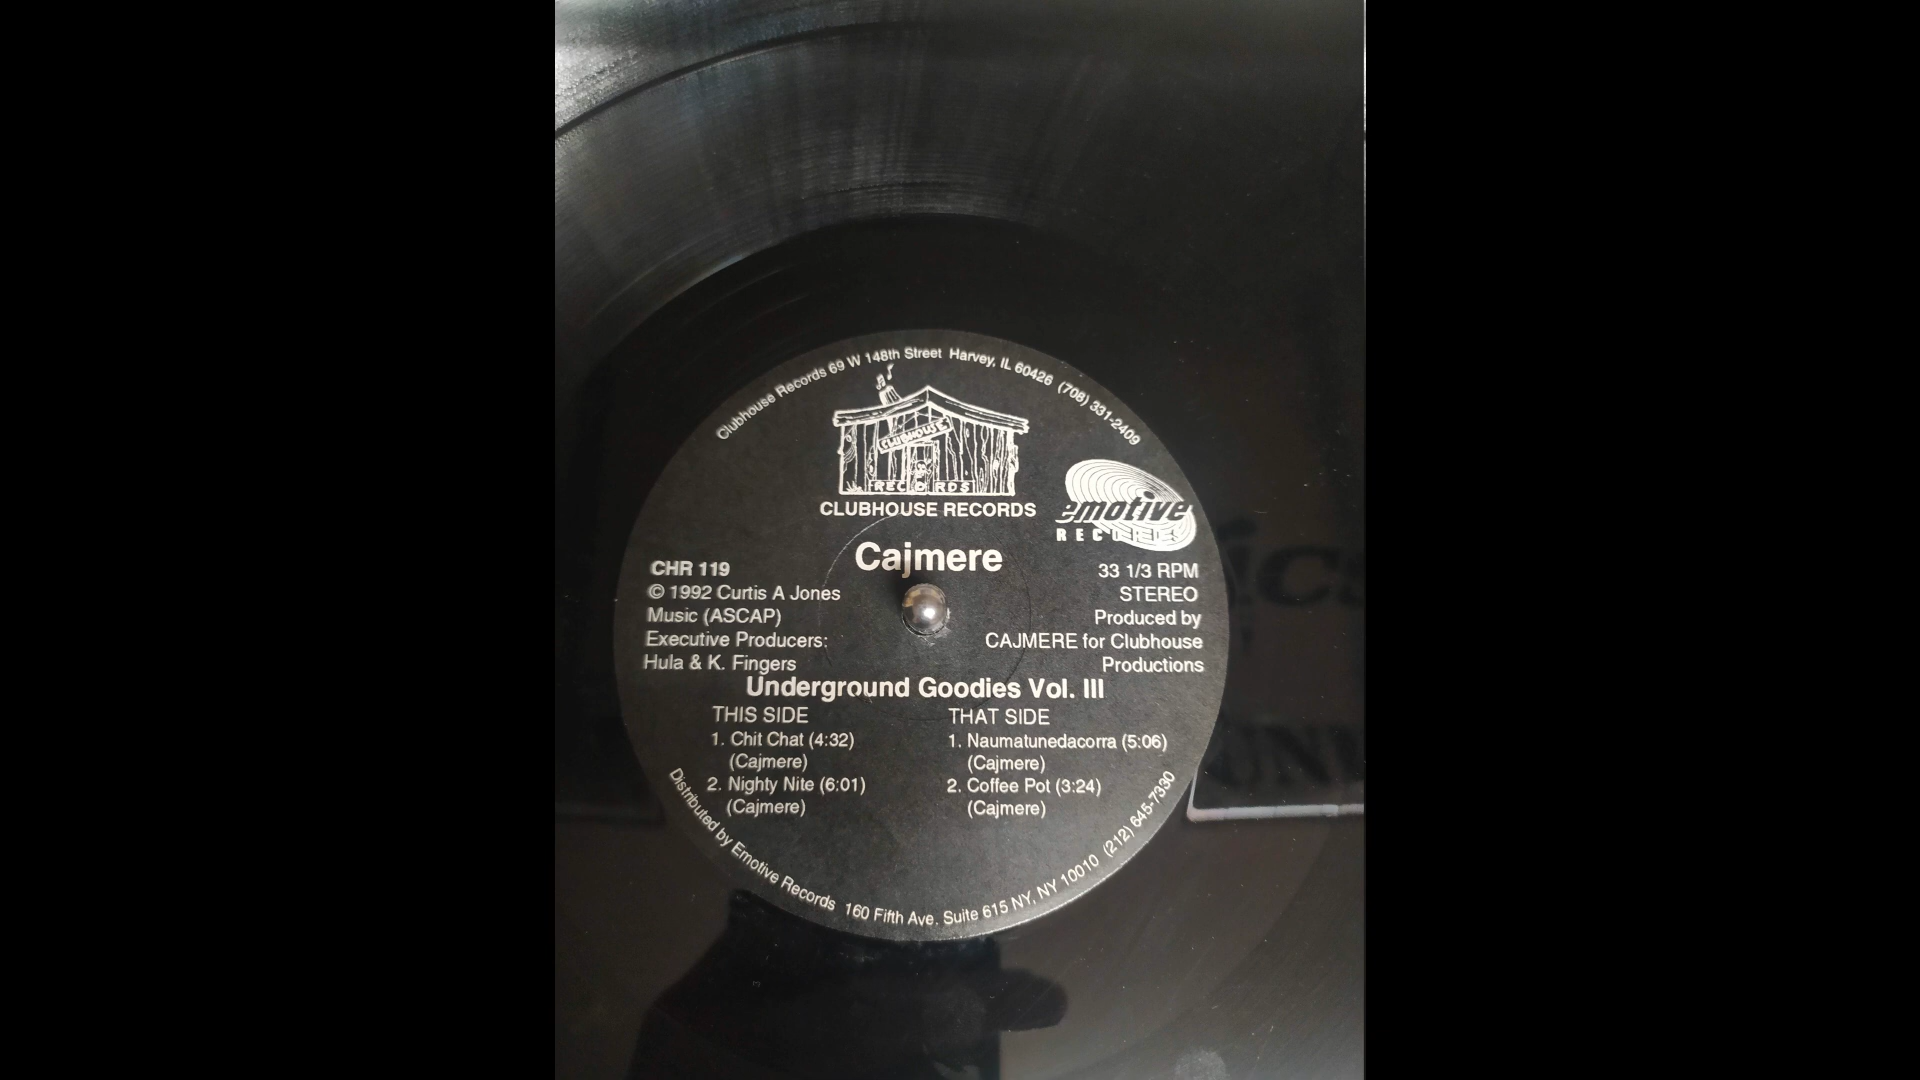 Clubhouse Records 69 W 148th Street Harvey, IL 60426 (708) 331-2409
CLUBHOUSE
RECORDS
CLUBHOUSE RECORDS
emotive
RECORDS
Cajmere
CHR 119
© 1992 Curtis A Jones
Music (ASCAP)
Executive Producers:
Hula & K. Fingers
33 1/3 RPM
STEREO
Produced by
CAJMERE for Clubhouse
Productions
Underground Goodies Vol. III
THIS SIDE
1. Chit Chat (4:32)
(Cajmere)
2. Nighty Nite (6:01)
(Cajmere)
THAT SIDE
1. Naumatunedacorra (5:06)
(Cajmere)
2. Coffee Pot (3:24)
(Cajmere)
Distributed by Emotive Records 160 Fifth Ave. Suite 615 NY, NY 10010 (212) 645-7330